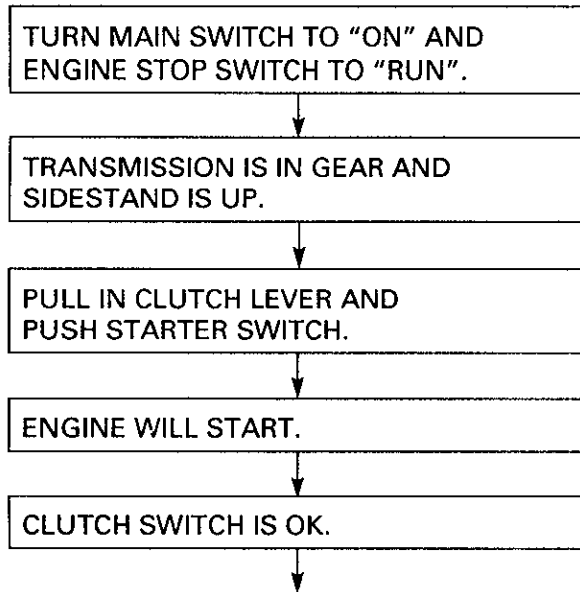 TURN MAIN SWITCH TO “ON” AND
ENGINE STOP SWITCH TO “RUN”.
TRANSMISSION IS IN GEAR AND
SIDESTAND IS UP.
PULL IN CLUTCH LEVER AND
PUSH STARTER SWITCH.
ENGINE WILL START.
CLUTCH SWITCH IS OK.